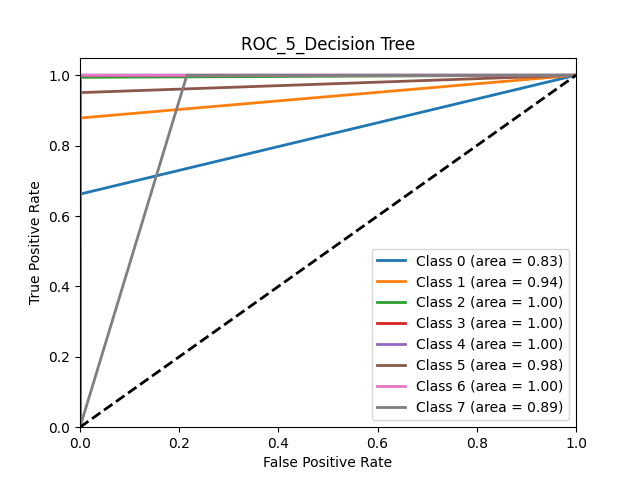 ROC_5_Decision Tree
True Positive Rate
1.0
0.8
0.6
0.4
0.2
0.0
Class 0 (area = 0.83)
Class 1 (area = 0.94)
Class 2 (area = 1.00)
Class 3 (area = 1.00)
Class 4 (area = 1.00)
Class 5 (area = 0.98)
Class 6 (area = 1.00)
Class 7 (area = 0.89)
0.0 0.2 0.4 0.6 0.8 1.0
False Positive Rate